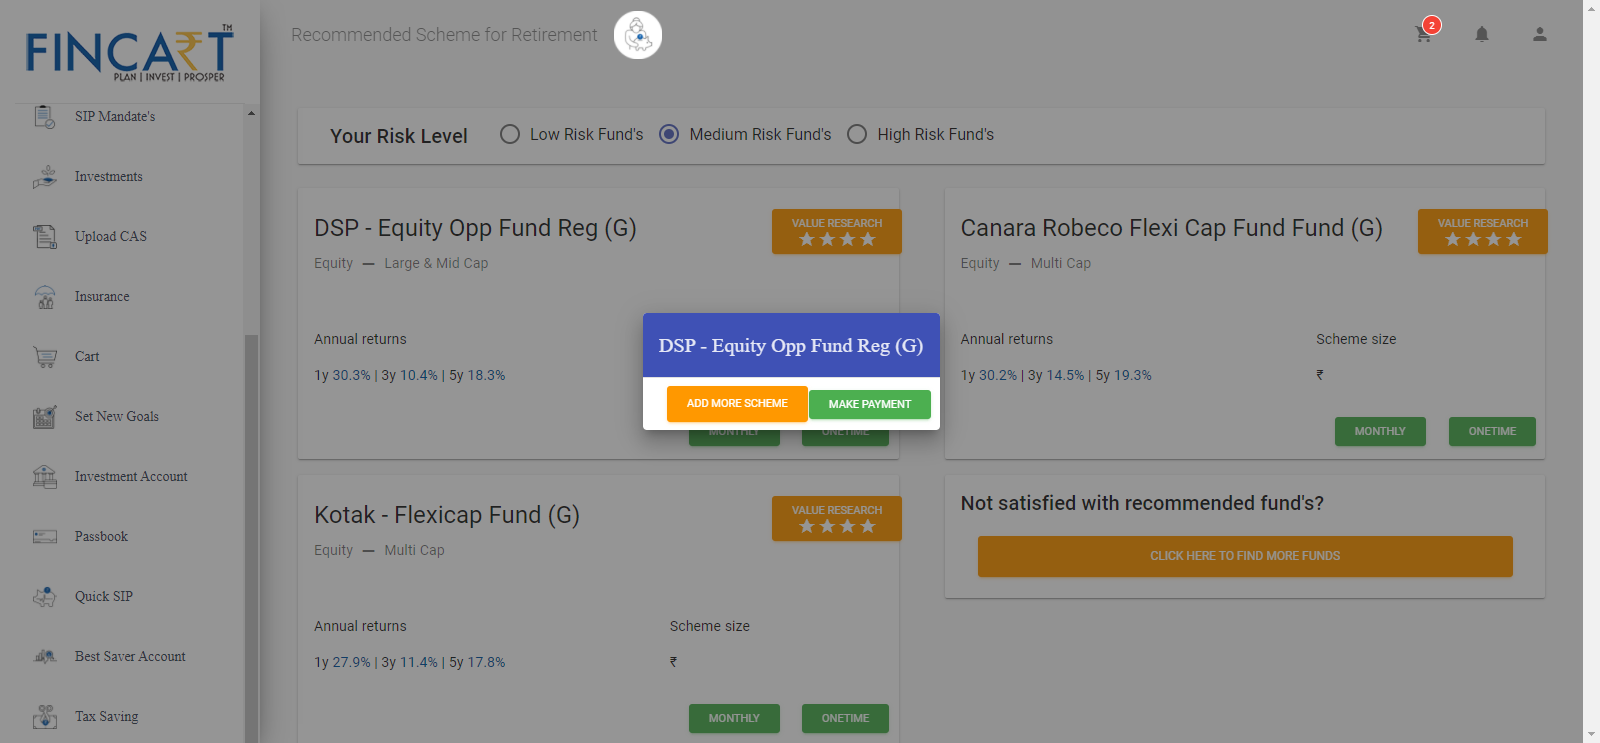 FINCART
TM
PLAN | INVEST | PROSPER
Recommended Scheme for Retirement
2
SIP Mandate's
Investments
Upload CAS
Insurance
Cart
Set New Goals
Investment Account
Passbook
Quick SIP
Best Saver Account
Tax Saving
Your Risk Level
Low Risk Fund's
Medium Risk Fund's
High Risk Fund's
DSP - Equity Opp Fund Reg (G)
VALUE RESEARCH
Equity — Large & Mid Cap
Annual returns
1y 30.3% | 3y 10.4% | 5y 18.3%
MONTHLY
ONETIME
Canara Robeco Flexi Cap Fund Fund (G)
VALUE RESEARCH
Equity — Multi Cap
Annual returns
Scheme size
1y 30.2% | 3y 14.5% | 5y 19.3%
₹
MONTHLY
ONETIME
DSP - Equity Opp Fund Reg (G)
ADD MORE SCHEME
MAKE PAYMENT
Kotak - Flexicap Fund (G)
VALUE RESEARCH
Equity — Multi Cap
Annual returns
Scheme size
1y 27.9% | 3y 11.4% | 5y 17.8%
₹
MONTHLY
ONETIME
Not satisfied with recommended fund's?
CLICK HERE TO FIND MORE FUNDS